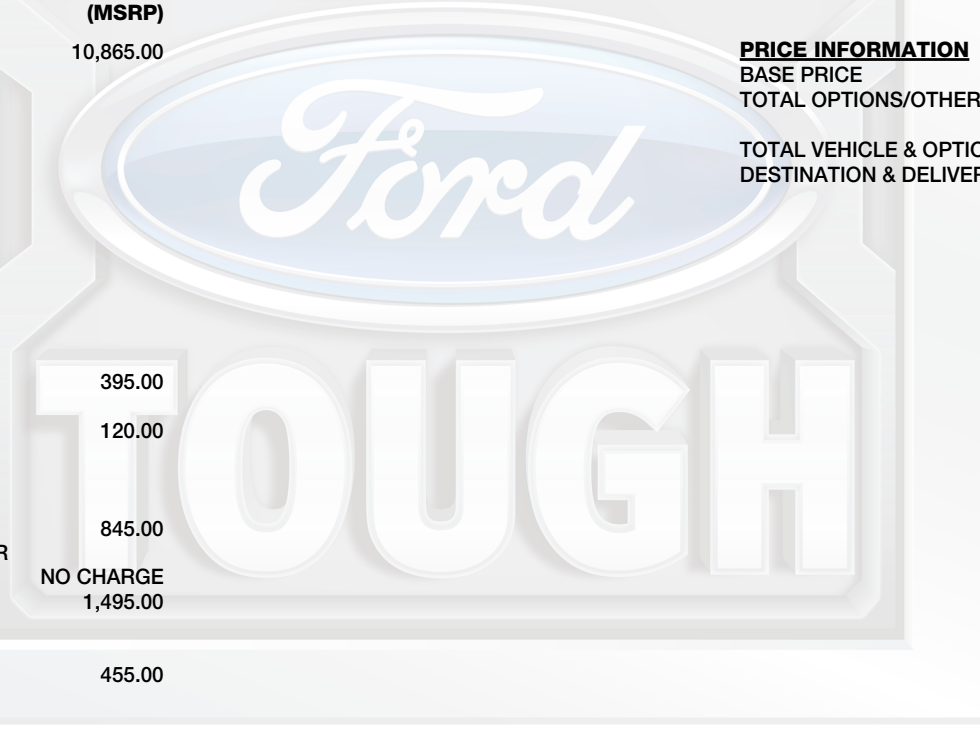 (MSRP)
10,865.00
395.00
120.00
845.00
R
NO CHARGE
1,495.00
455.00
PRICE INFORMATION
BASE PRICE
TOTAL OPTIONS/OTHER
TOTAL VEHICLE & OPTIO
DESTINATION & DELIVER
Ford
TOUGH